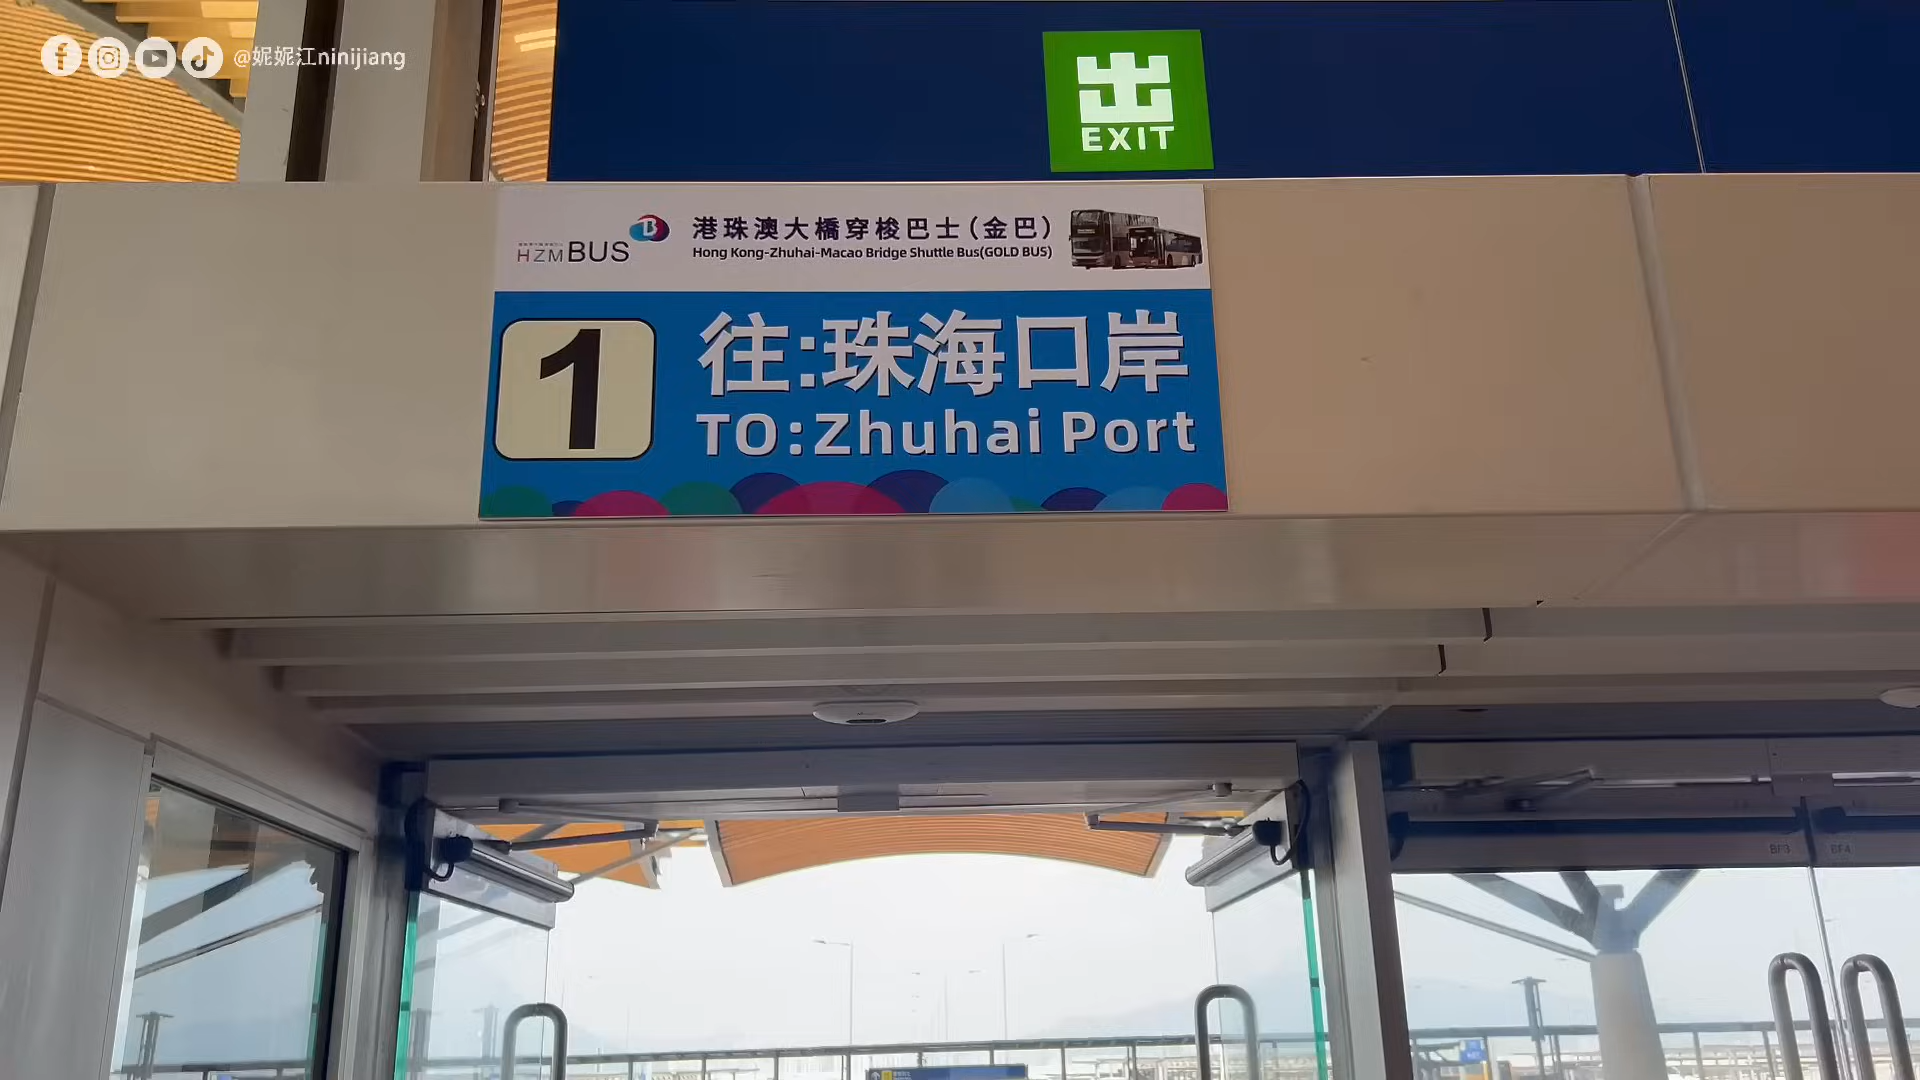 @妮妮江ninijiang
出
EXIT
HZMBUS
港珠澳大橋穿梭巴士(金巴)
Hong Kong-Zhuhai-Macao Bridge Shuttle Bus(GOLD BUS)
1
往:珠海口岸
TO:Zhuhai Port
BF3
BF4